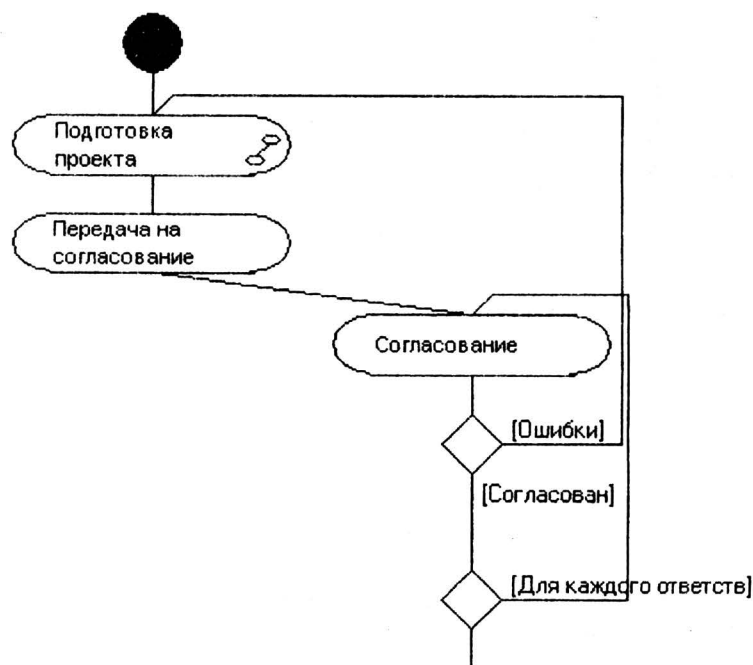 Подготовка
проекта
Передача на
согласование
Согласование
[Ошибки]
[Согласован]
[Для каждого ответств]